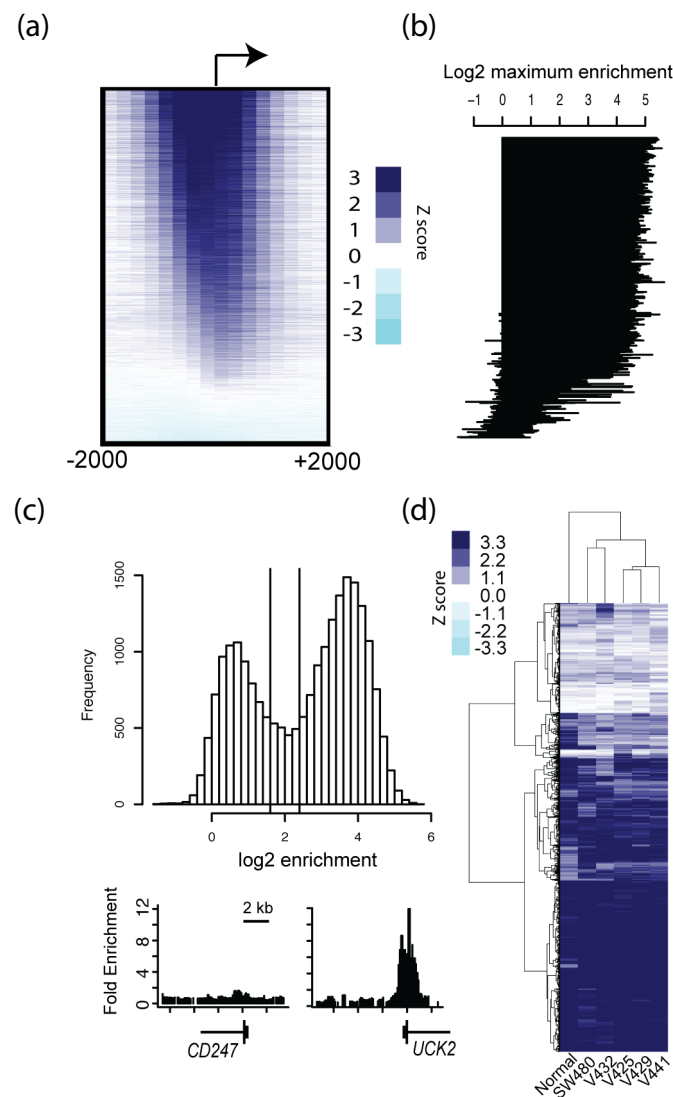 (a)
3
2
1
0
-1
-2
-3
Z score
-2000 +2000
(b)
Log2 maximum enrichment
−1 0 1 2 3 4 5
(c)
Frequency
1500
1000
500
0
0 2 4 6
log2 enrichment
Fold Enrichment
12
8
4
0
2 kb
CD247
UCK2
(d)
Z score
3.3
2.2
1.1
0.0
-1.1
-2.2
-3.3
Normal
SW480
V432
V425
V429
V441